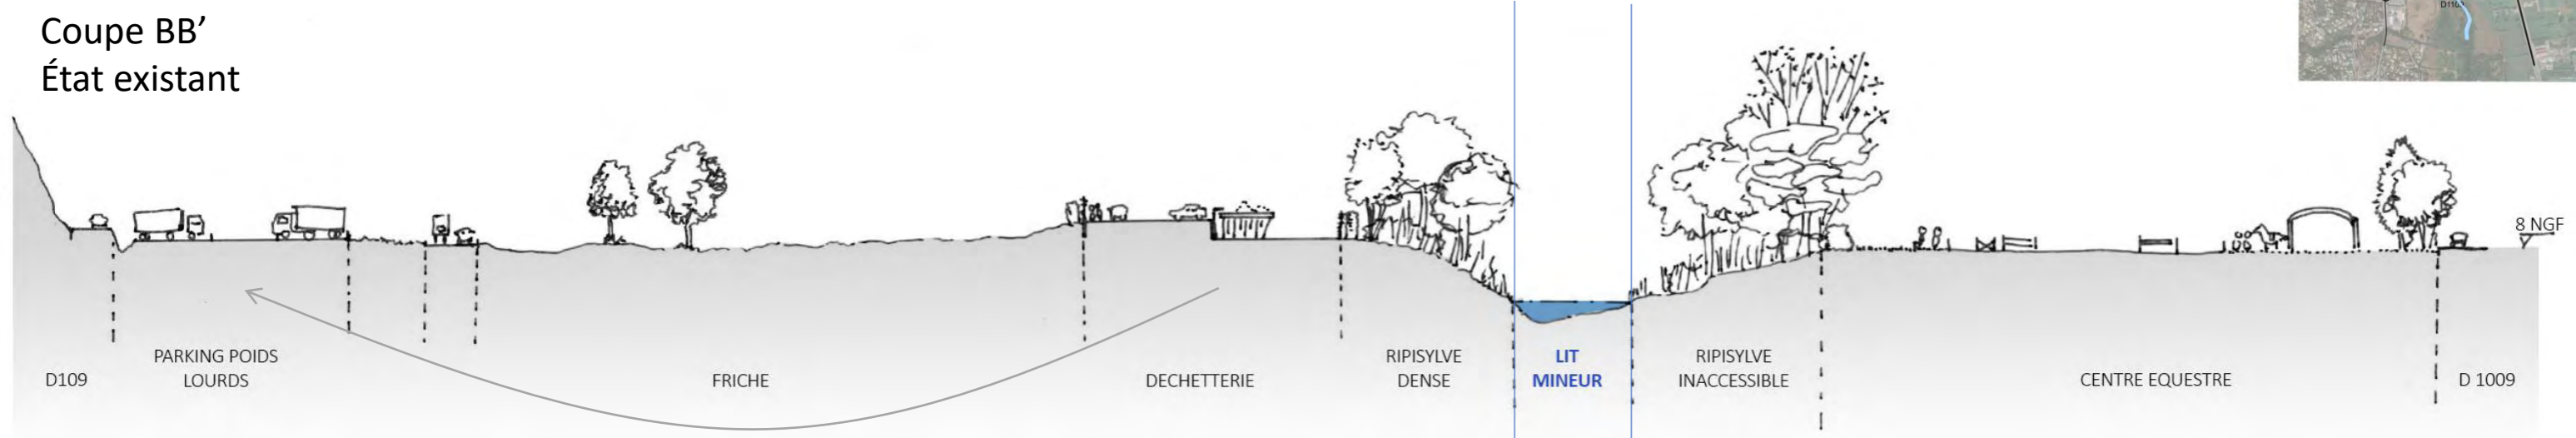 Coupe BB’
État existant
D1109
8 NGF
D109
PARKING POIDS
LOURDS
FRICHE
DECHETTERIE
RIPISYLVE
DENSE
LIT
MINEUR
RIPISYLVE
INACCESSIBLE
CENTRE EQUESTRE
D 1009